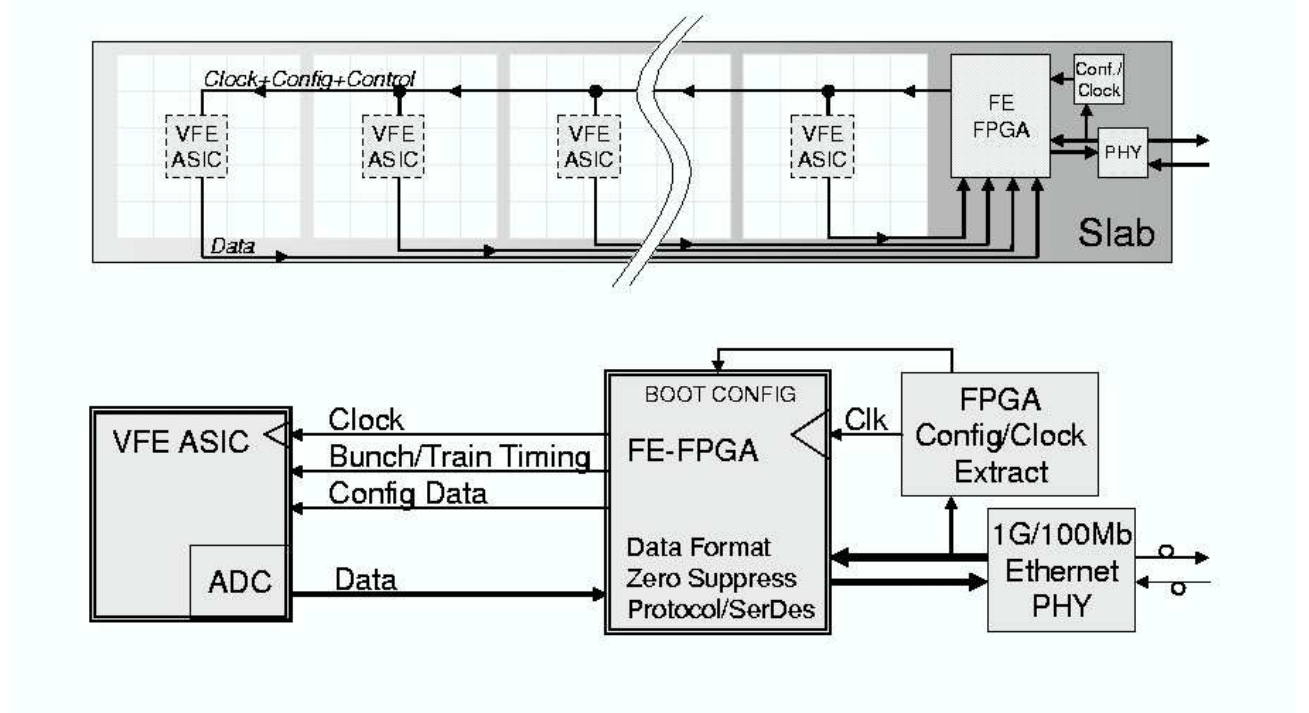 Clock+Config+Control
VFE
ASIC
VFE
ASIC
VFE
ASIC
VFE
ASIC
FE
FPGA
Conf./
Clock
PHY
Data
Slab
BOOT CONFIG
FE-FPGA
Data Format
Zero Suppress
Protocol/SerDes
VFE ASIC
ADC
Clock
Bunch/Train Timing
Config Data
Data
Clk
FPGA
Config/Clock
Extract
1G/100Mb
Ethernet
PHY